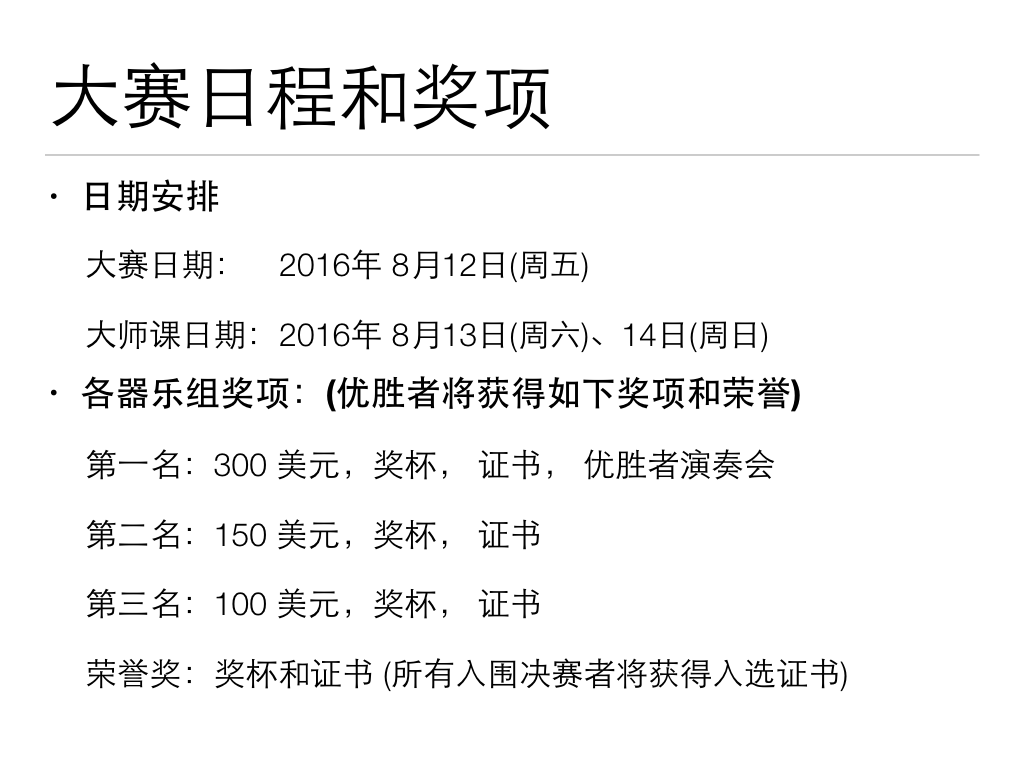 大赛日程和奖项
• 日期安排
大赛日期： 2016年 8月12日(周五)
大师课日期：2016年 8月13日(周六)、14日(周日)
• 各器乐组奖项：(优胜者将获得如下奖项和荣誉)
第一名：300 美元，奖杯， 证书， 优胜者演奏会
第二名：150 美元，奖杯， 证书
第三名：100 美元，奖杯， 证书
荣誉奖：奖杯和证书 (所有入围决赛者将获得入选证书)